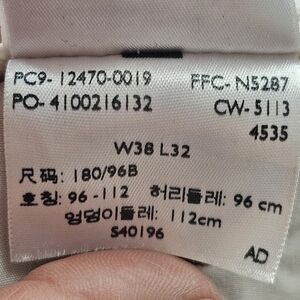 PC9- 12470-0019 FFC- N5287
PO- 4100216132 CW- 5113
4535
W38 L32
尺码: 180/96B
호칭: 96 -112 허리둘레: 96 cm
엉덩이둘레: 112cm
S40196
AD